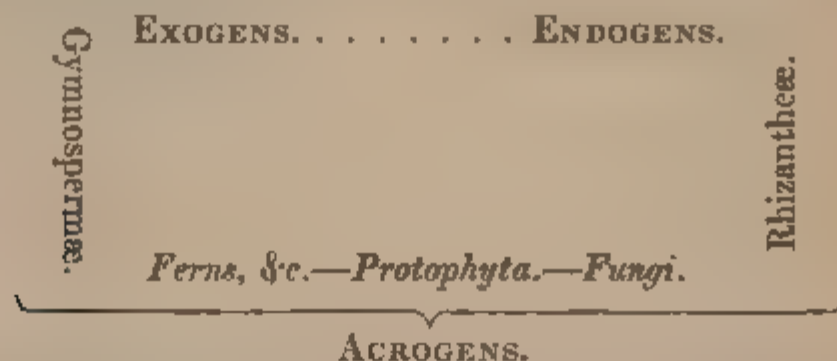 EXOGENS. . . . . . . . . ENDOGENS.
Gymnospermæ.
Rhizantheæ.
Ferns, &c.—Protophyta.—Fungi.
ACROGENS.